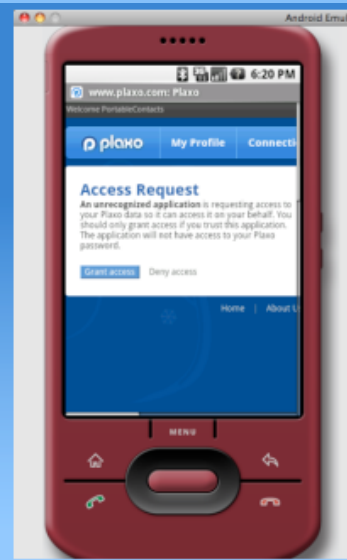 Android Emul
6:20 PM
www.plaxo.com: Plaxo
Welcome PortableContacts
plaxo My Profile Connecti
Access Request
An unrecognized application is requesting access to
your Plaxo data so it can access it on your behalf. You
should only grant access if you trust this application.
The application will not have access to your Plaxo
password.
Grant access Deny access
Home | About U
MENU